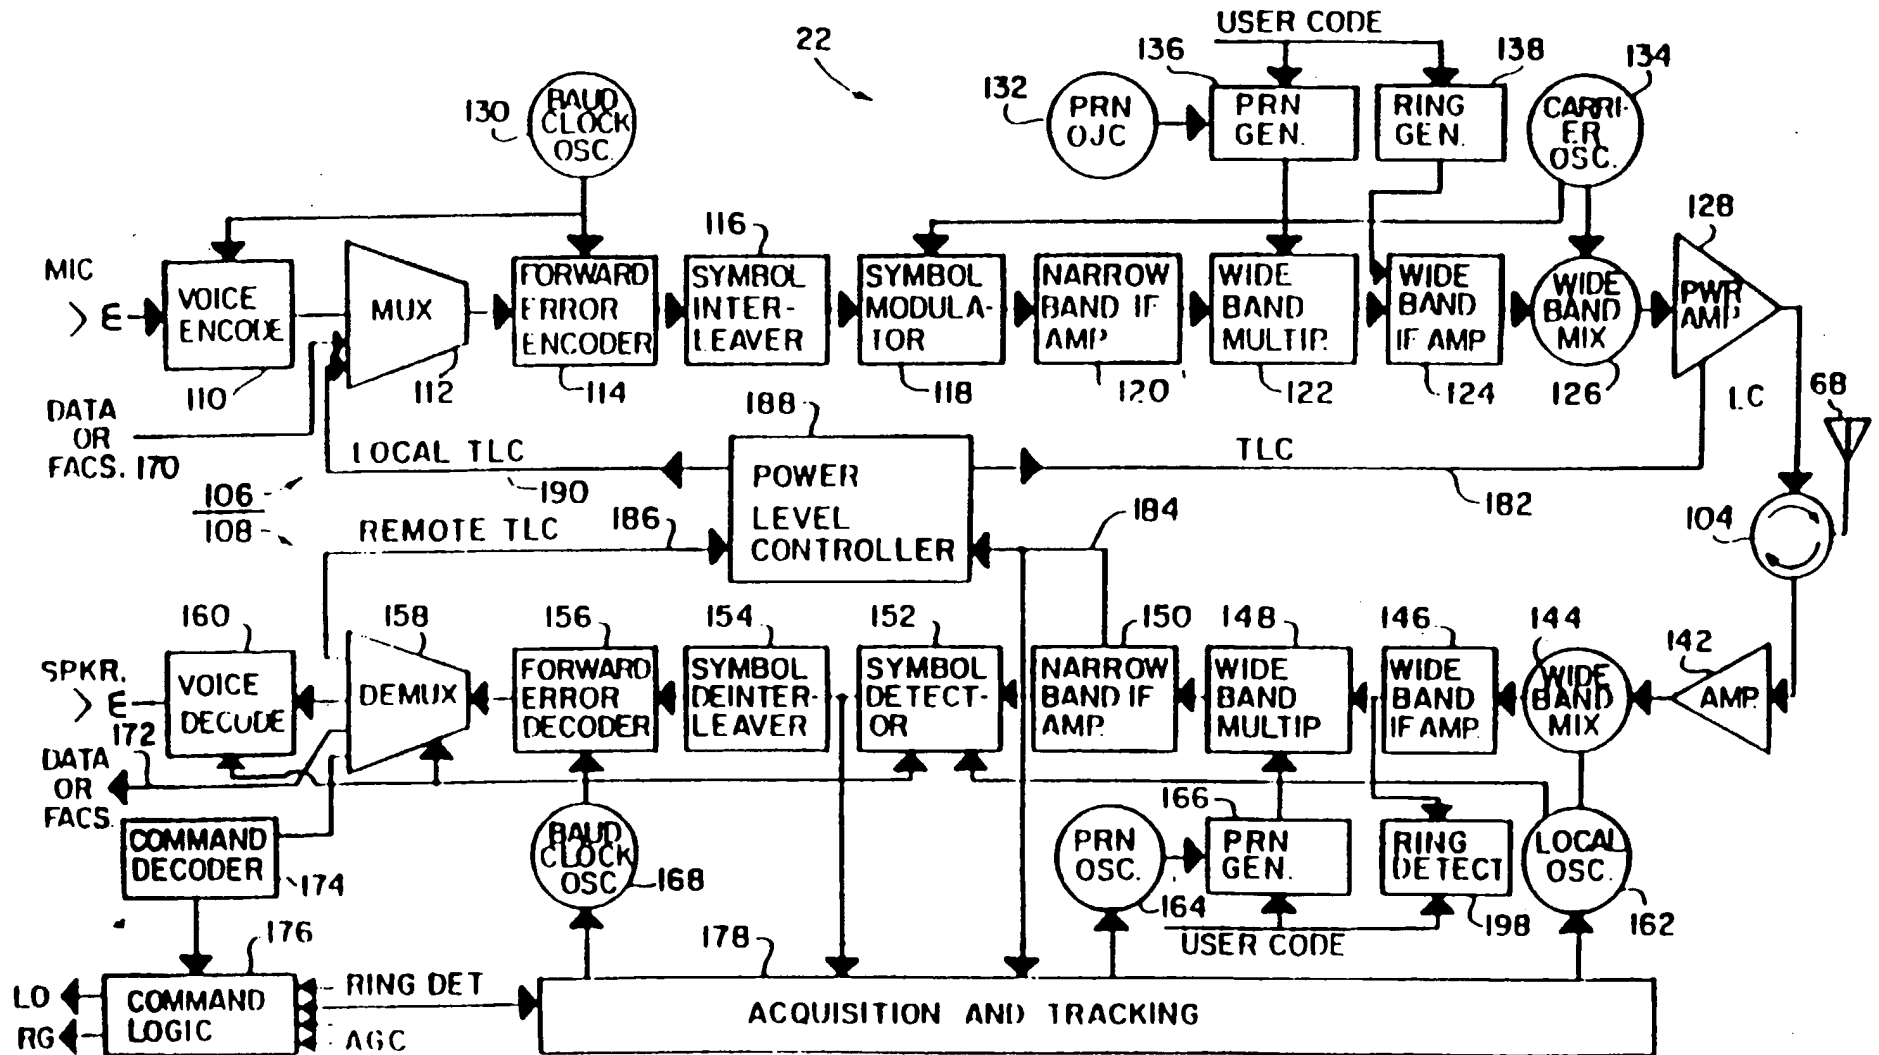 USER CODE
22
136
138
134
132
PRN
OJC
PRN
GEN.
RING
GEN.
CARRI-
ER
OSC.
130
BAUD
CLOCK
OSC.
116
128
MIC
VOICE
ENCODE
MUX
FORWARD
ERROR
ENCODER
SYMBOL
INTER-
LEAVER
SYMBOL
MODULA-
TOR
NARROW
BAND IF
AMP
WIDE
BAND
MULTIP.
WIDE
BAND
IF AMP
WIDE
BAND
MIX
PWR
AMP
110
112
114
118
120
122
124
126
LC
68
DATA
OR
FACS. 170
188
LOCAL TLC
190
POWER
LEVEL
CONTROLLER
TLC
182
106
108
REMOTE TLC
186
184
104
160
158
156
154
152
150
148
146
144
142
SPKR.
VOICE
DECUDE
DEMUX
FORWARD
ERROR
DECODER
SYMBOL
DEINTER-
LEAVER
SYMBOL
DETECT-
OR
NARROW
BAND IF
AMP.
WIDE
BAND
MULTIP
WIDE
BAND
IF AMP.
WIDE
BAND
MIX
AMP.
172
DATA
OR
FACS.
COMMAND
DECODER
174
BAUD
CLOCK
OSC
168
PRN
OSC.
164
166
PRN
GEN.
RING
DETECT
198
LOCAL
OSC.
162
USER CODE
176
178
LO
RG
COMMAND
LOGIC
RING DET
AGC
ACQUISITION AND TRACKING